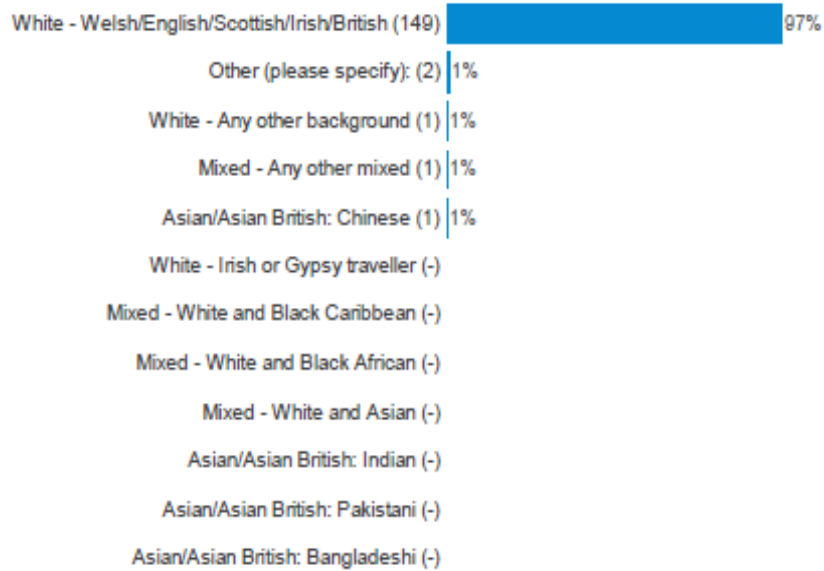 White - Welsh/English/Scottish/Irish/British (149) 97%
Other (please specify): (2) 1%
White - Any other background (1) 1%
Mixed - Any other mixed (1) 1%
Asian/Asian British: Chinese (1) 1%
White - Irish or Gypsy traveller (-)
Mixed - White and Black Caribbean (-)
Mixed - White and Black African (-)
Mixed - White and Asian (-)
Asian/Asian British: Indian (-)
Asian/Asian British: Pakistani (-)
Asian/Asian British: Bangladeshi (-)